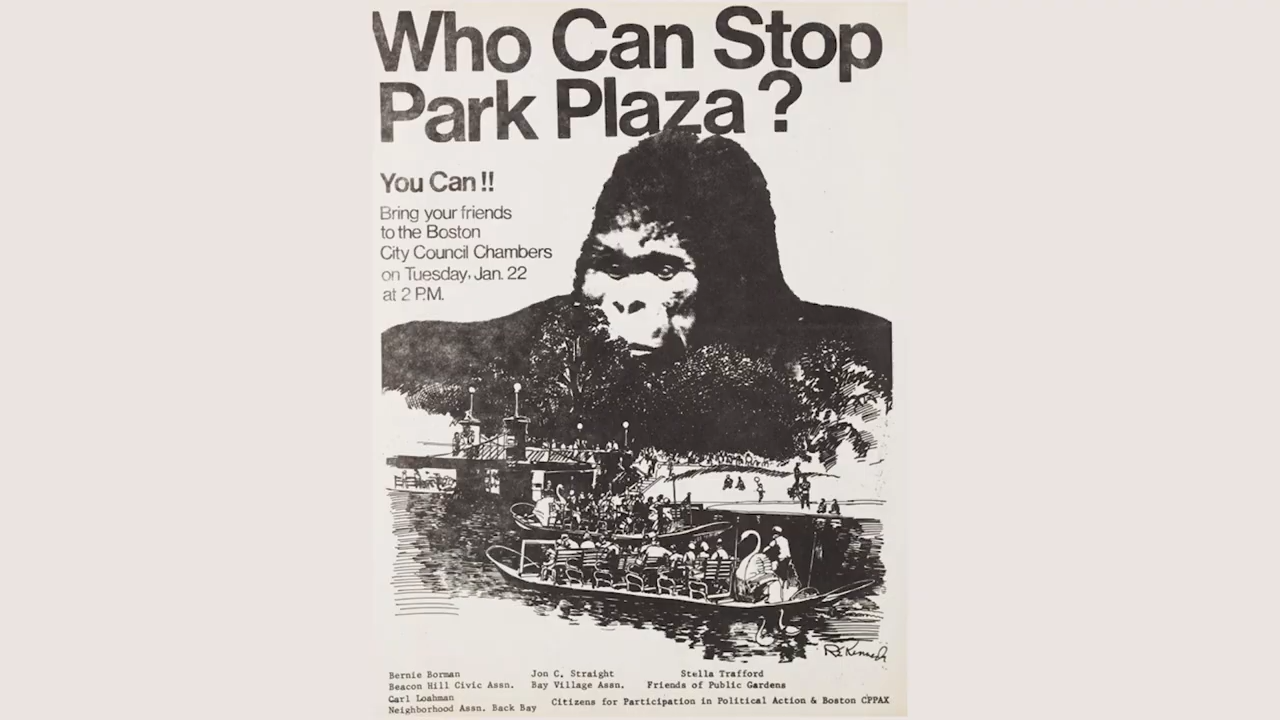 Who Can Stop
Park Plaza?
You Can!!
Bring your friends
to the Boston
City Council Chambers
on Tuesday, Jan. 22
at 2 P.M.
R. Kennedy
Bernie Borman
Beacon Hill Civic Assn.
Jon C. Straight
Bay Village Assn.
Stella Trafford
Friends of Public Gardens
Carl Loahman
Neighborhood Assn. Back Bay
Citizens for Participation in Political Action & Boston CPPAX